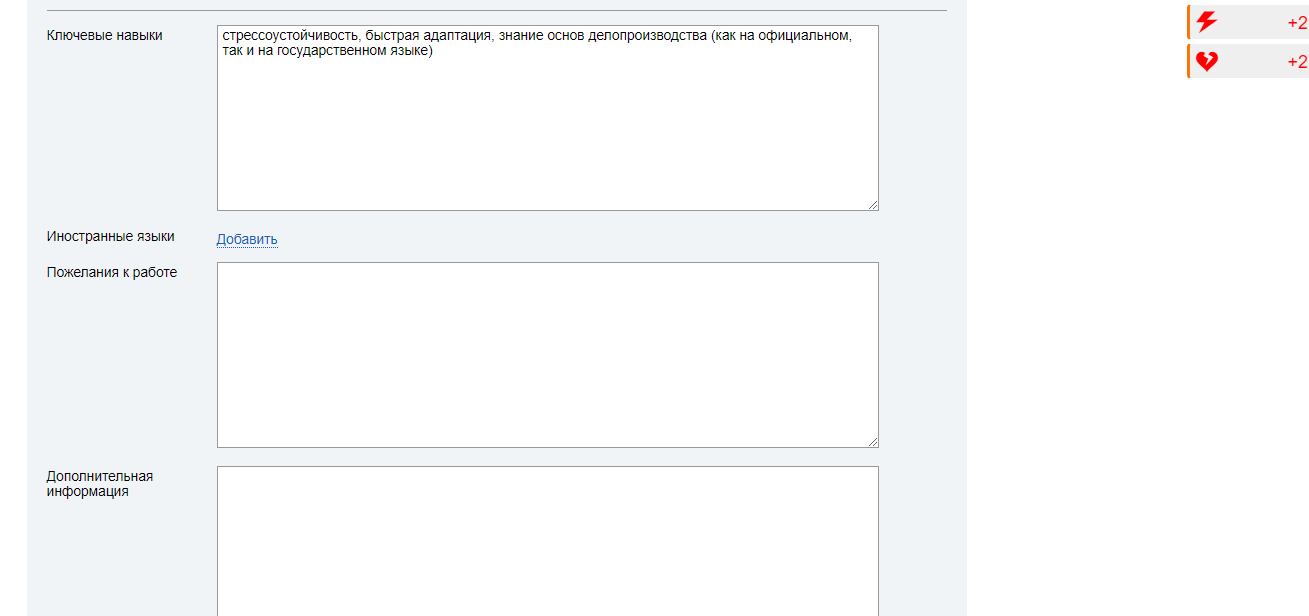 Ключевые навыки
стрессоустойчивость, быстрая адаптация, знание основ делопроизводства (как на официальном,
так и на государственном языке)
Иностранные языки
Добавить
Пожелания к работе
Дополнительная
информация
+2
+2